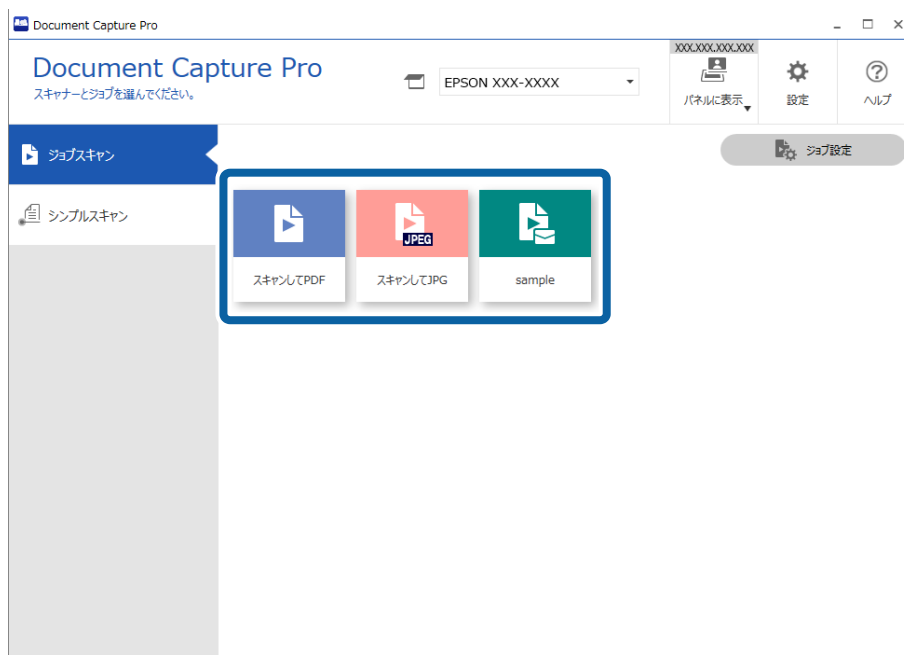 Document Capture Pro
Document Capture Pro
スキャナーとジョブを選んでください。
EPSON XXX-XXXX
XXX.XXX.XXX.XXX
パネルに表示
設定
ヘルプ
ジョブスキャン
ジョブ設定
シンプルスキャン
JPEG
スキャンしてPDF
スキャンしてJPG
sample